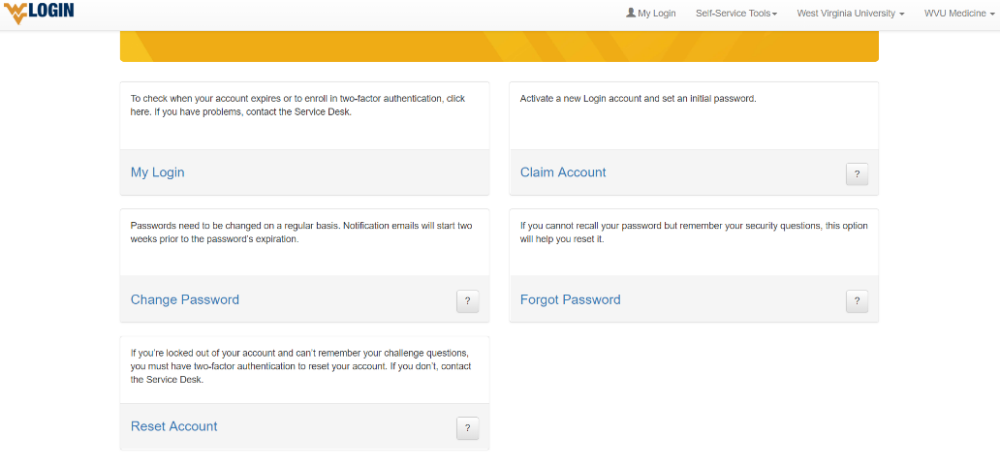 LOGIN
My Login Self-Service Tools West Virginia University WVU Medicine
To check when your account expires or to enroll in two-factor authentication, click
here. If you have problems, contact the Service Desk.
My Login
Activate a new Login account and set an initial password.
Claim Account ?
Passwords need to be changed on a regular basis. Notification emails will start two
weeks prior to the password's expiration.
Change Password ?
If you cannot recall your password but remember your security questions, this option
will help you reset it.
Forgot Password ?
If you're locked out of your account and can't remember your challenge questions,
you must have two-factor authentication to reset your account. If you don't, contact
the Service Desk.
Reset Account ?